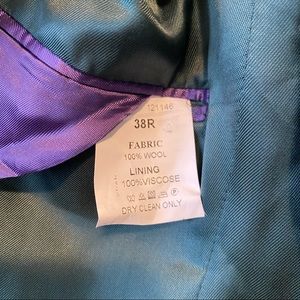 121146
38R
FABRIC
100% WOOL
LINING
100%VISCOSE
DRY CLEAN ONLY